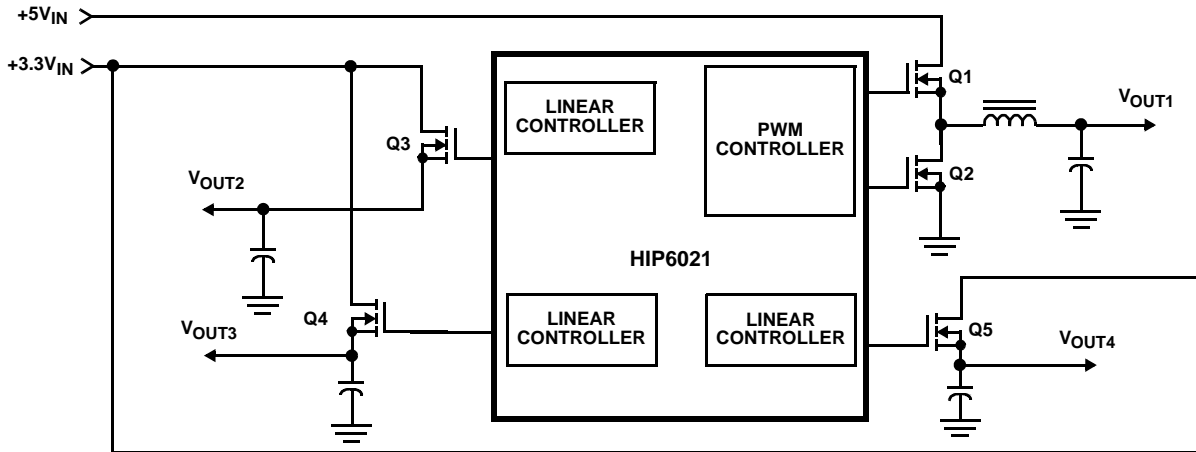 +5VIN
+3.3VIN
LINEAR
CONTROLLER
PWM
CONTROLLER
Q1
VOUT1
Q3
Q2
VOUT2
HIP6021
Q4
LINEAR
CONTROLLER
LINEAR
CONTROLLER
Q5
VOUT3
VOUT4